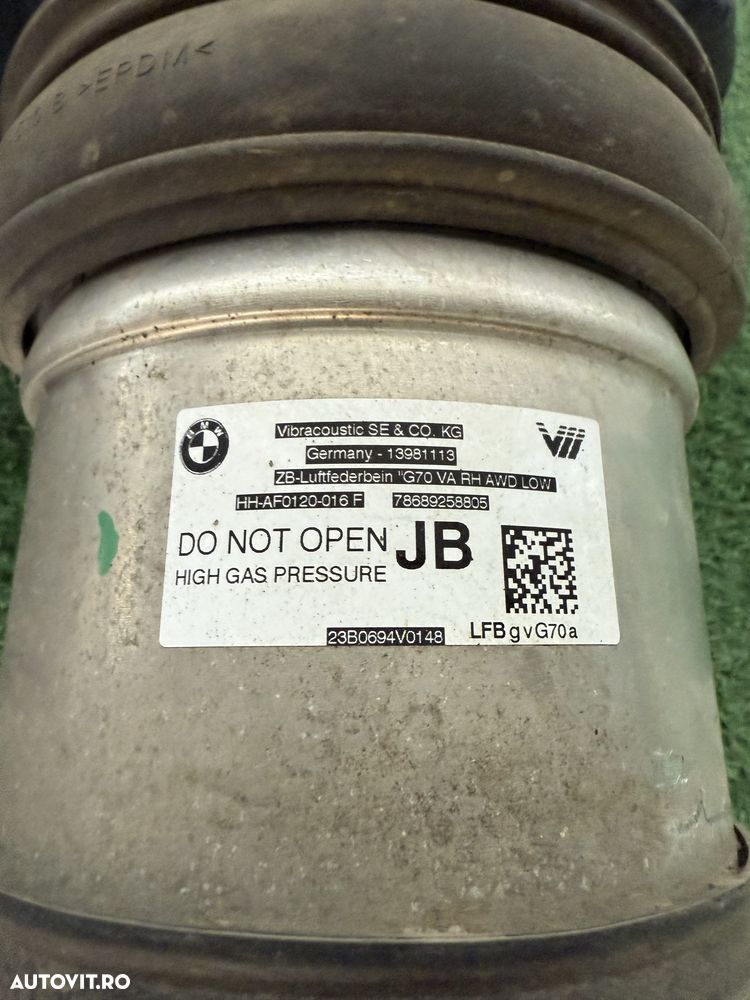 >EPDM<
BMW
Vibracoustic SE & CO. KG
Germany - 13981113
ZB-Luftfederbein "G70 VA RH AWD LOW
HH-AF0120-016 F 78689258805
DO NOT OPEN JB
HIGH GAS PRESSURE
23B0694V0148 LFB g v G70 a
AUTOVIT.RO